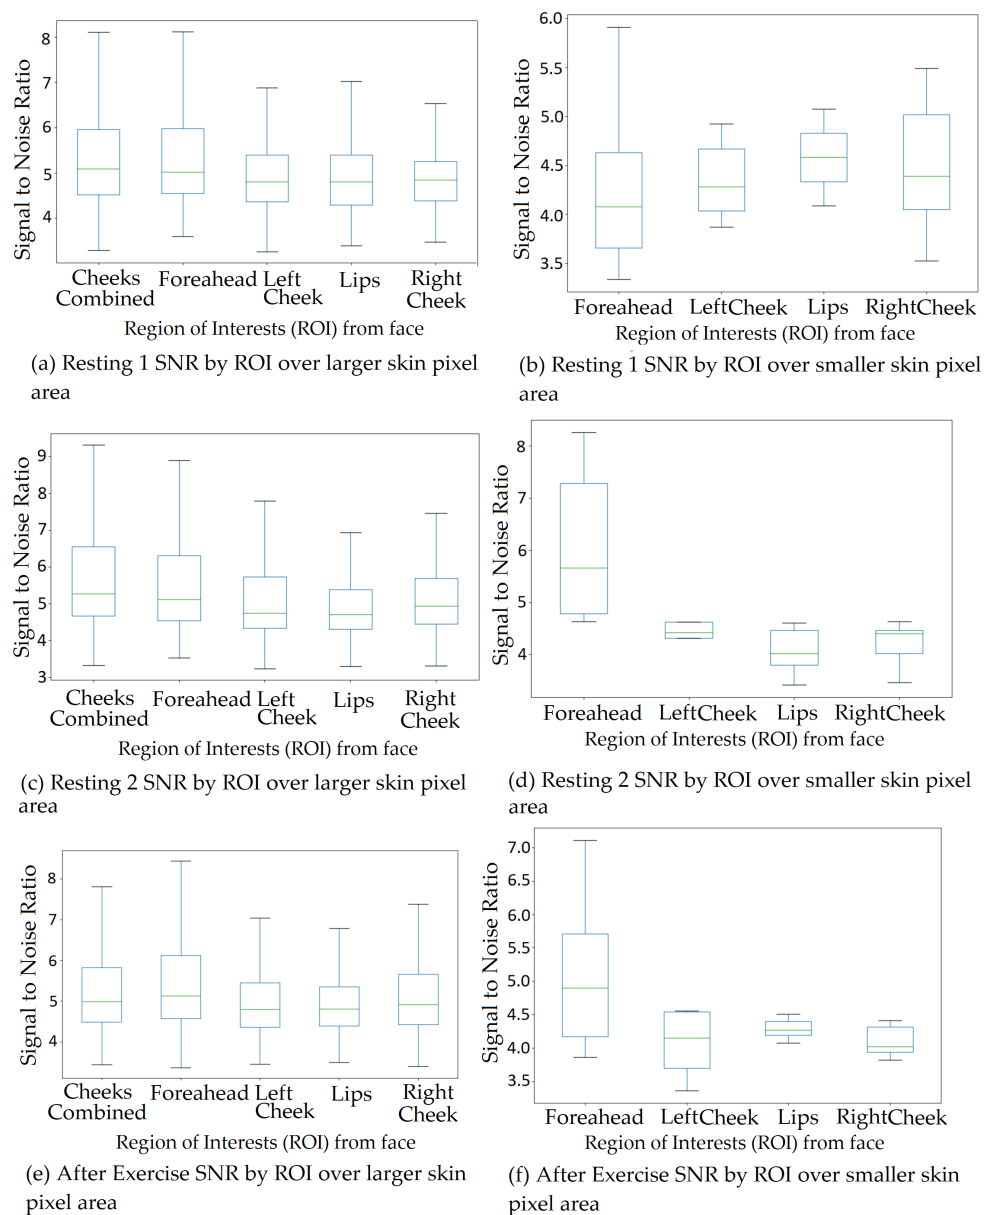 Signal to Noise Ratio
8
7
6
5
4
Cheeks Combined
Foreahead
Left Cheek
Lips
Right Cheek
Region of Interests (ROI) from face
(a) Resting 1 SNR by ROI over larger skin pixel
area
Signal to Noise Ratio
6.0
5.5
5.0
4.5
4.0
3.5
Foreahead
LeftCheek
Lips
RightCheek
Region of Interests (ROI) from face
(b) Resting 1 SNR by ROI over smaller skin pixel
area
Signal to Noise Ratio
9
8
7
6
5
4
3
Cheeks Combined
Foreahead
Left Cheek
Lips
Right Cheek
Region of Interests (ROI) from face
(c) Resting 2 SNR by ROI over larger skin pixel
area
Signal to Noise Ratio
8
7
6
5
4
Foreahead
LeftCheek
Lips
RightCheek
Region of Interests (ROI) from face
(d) Resting 2 SNR by ROI over smaller skin pixel
area
Signal to Noise Ratio
8
7
6
5
4
Cheeks Combined
Foreahead
Left Cheek
Lips
Right Cheek
Region of Interests (ROI) from face
(e) After Exercise SNR by ROI over larger skin
pixel area
Signal to Noise Ratio
7.0
6.5
6.0
5.5
5.0
4.5
4.0
3.5
Foreahead
LeftCheek
Lips
RightCheek
Region of Interests (ROI) from face
(f) After Exercise SNR by ROI over smaller skin
pixel area